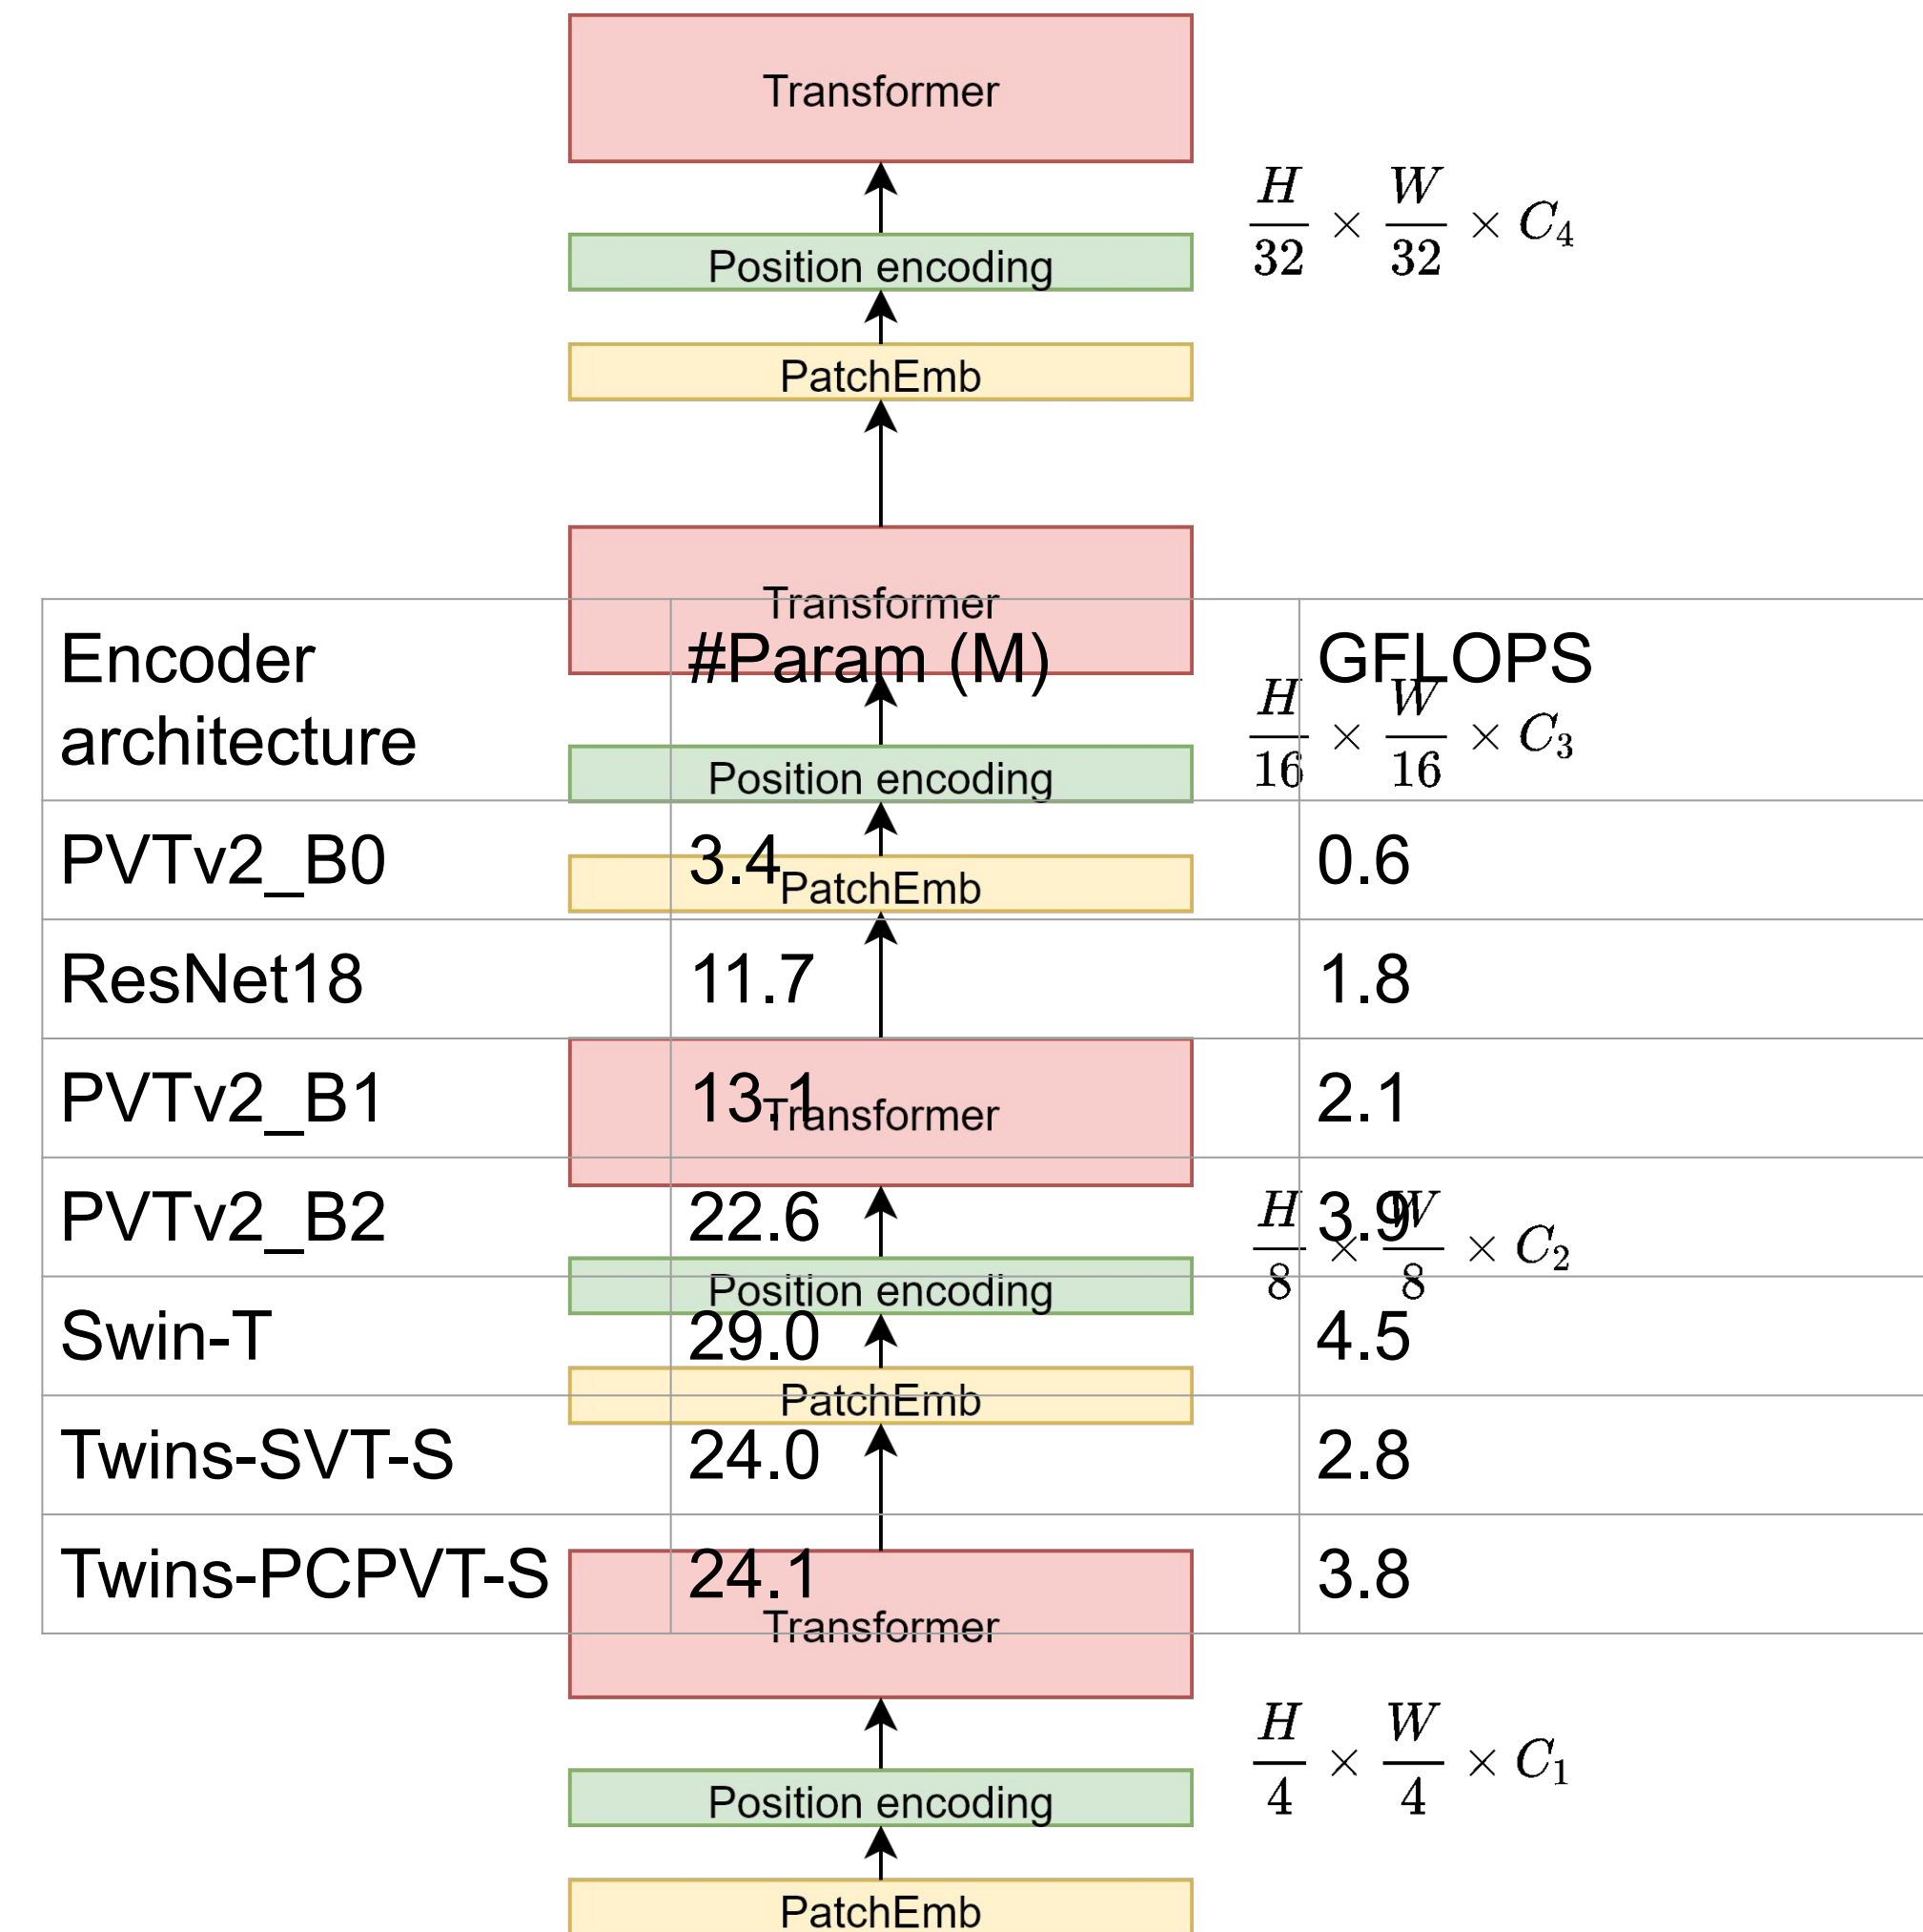 Transformer
H/32 × W/32 × C₄
Position encoding
PatchEmb
Transformer
Encoder architecture #Param (M) GFLOPS
H/16 × W/16 × C₃
Position encoding
PVTv2_B0 3.4 0.6
PatchEmb
ResNet18 11.7 1.8
PVTv2_B1 13.1 2.1
Transformer
PVTv2_B2 22.6 3.9
H/8 × W/8 × C₂
Position encoding
Swin-T 29.0 4.5
PatchEmb
Twins-SVT-S 24.0 2.8
Twins-PCPVT-S 24.1 3.8
Transformer
H/4 × W/4 × C₁
Position encoding
PatchEmb